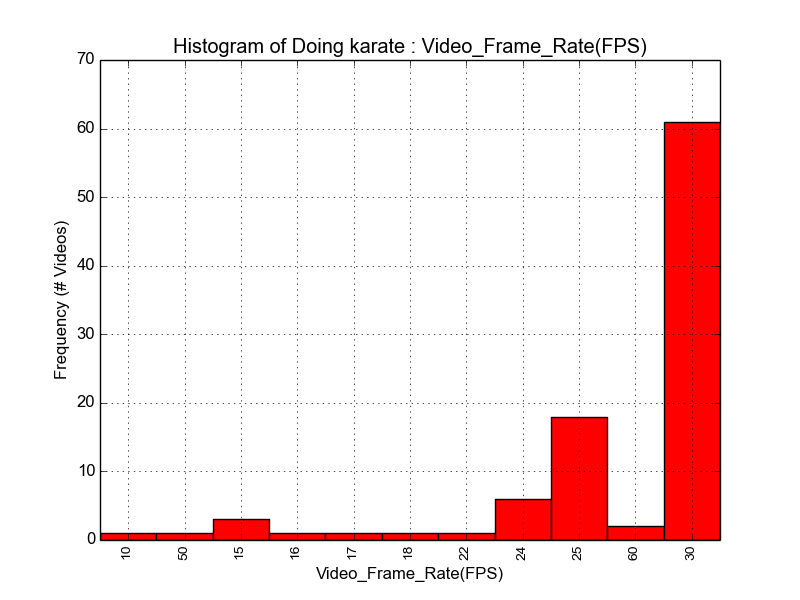 Histogram of Doing karate : Video_Frame_Rate(FPS)
70
60
50
40
30
20
10
0
Frequency (# Videos)
10 50 15 16 17 18 22 24 25 60 30
Video_Frame_Rate(FPS)